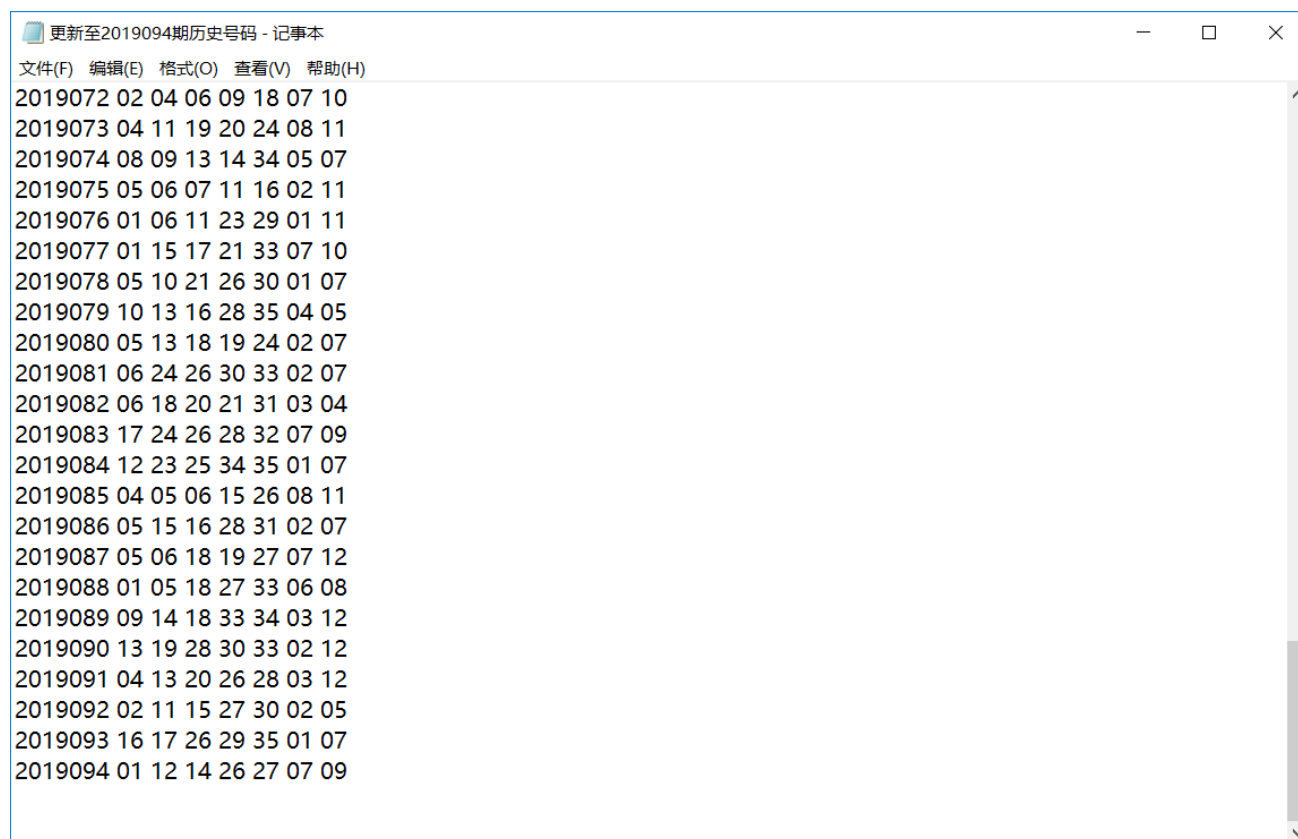 更新至2019094期历史号码 - 记事本
文件(F) 编辑(E) 格式(O) 查看(V) 帮助(H)
2019072 02 04 06 09 18 07 10
2019073 04 11 19 20 24 08 11
2019074 08 09 13 14 34 05 07
2019075 05 06 07 11 16 02 11
2019076 01 06 11 23 29 01 11
2019077 01 15 17 21 33 07 10
2019078 05 10 21 26 30 01 07
2019079 10 13 16 28 35 04 05
2019080 05 13 18 19 24 02 07
2019081 06 24 26 30 33 02 07
2019082 06 18 20 21 31 03 04
2019083 17 24 26 28 32 07 09
2019084 12 23 25 34 35 01 07
2019085 04 05 06 15 26 08 11
2019086 05 15 16 28 31 02 07
2019087 05 06 18 19 27 07 12
2019088 01 05 18 27 33 06 08
2019089 09 14 18 33 34 03 12
2019090 13 19 28 30 33 02 12
2019091 04 13 20 26 28 03 12
2019092 02 11 15 27 30 02 05
2019093 16 17 26 29 35 01 07
2019094 01 12 14 26 27 07 09